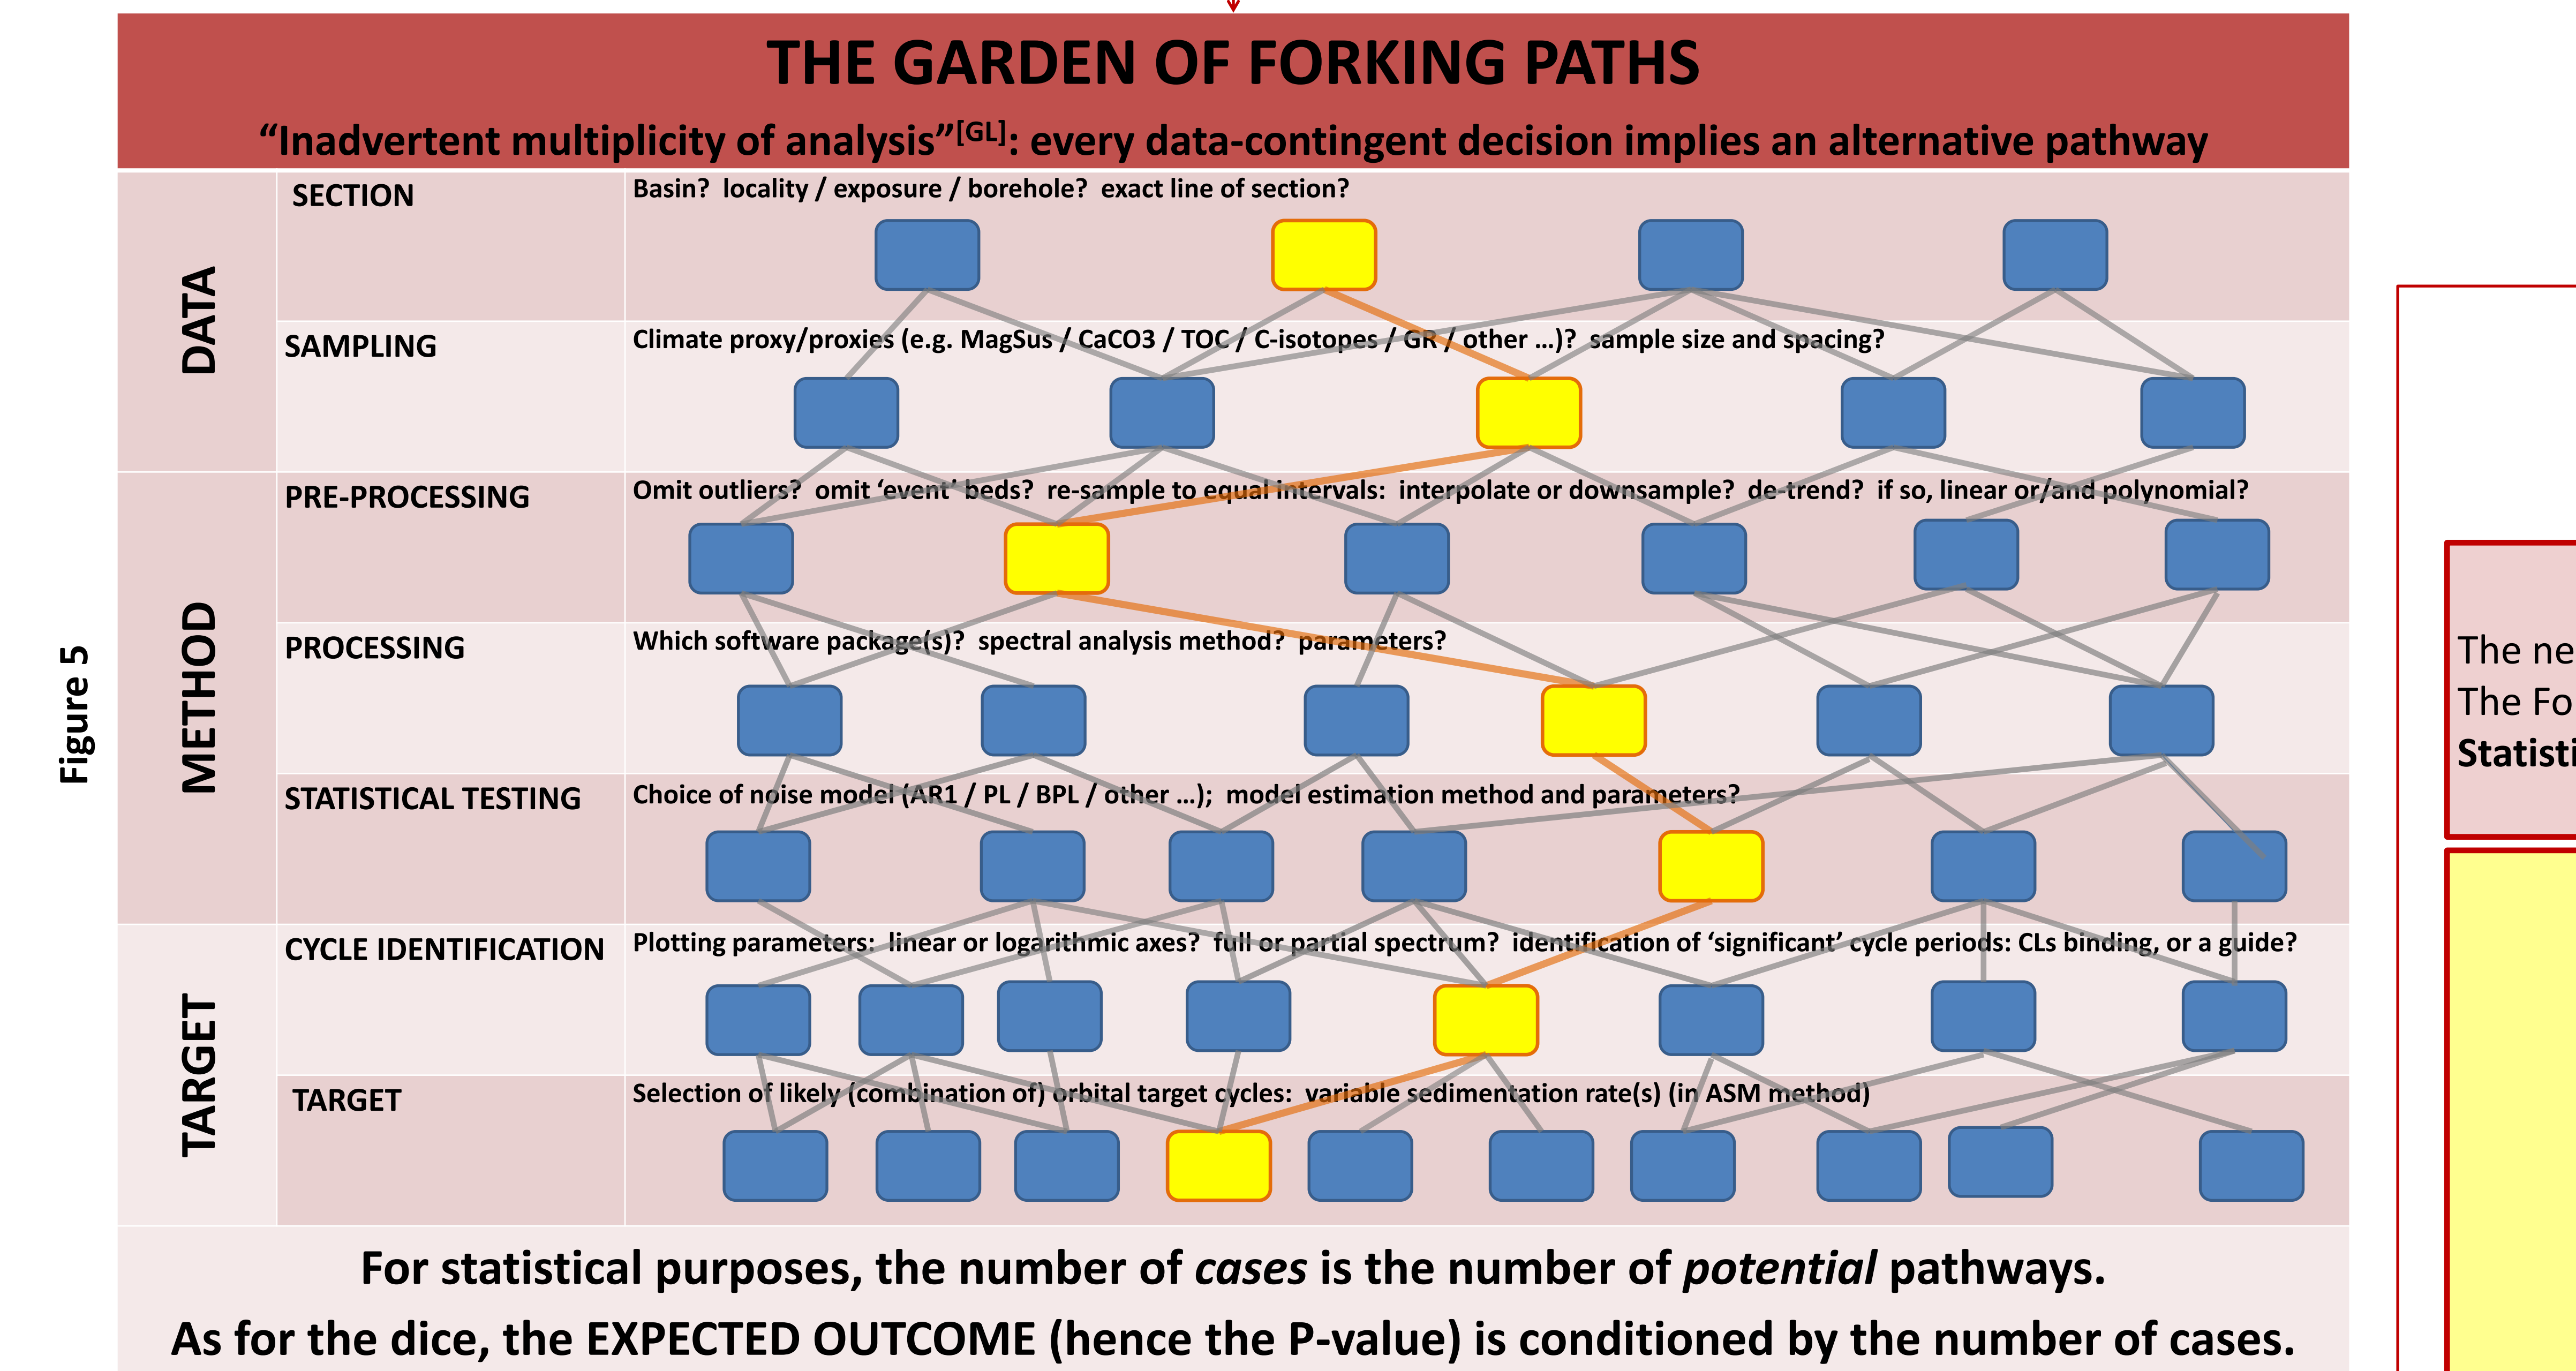 THE GARDEN OF FORKING PATHS
“Inadvertent multiplicity of analysis”[GL]: every data-contingent decision implies an alternative pathway
DATA
SECTION
Basin? locality / exposure / borehole? exact line of section?
SAMPLING
Climate proxy/proxies (e.g. MagSus / CaCO3 / TOC / C-isotopes / GR / other ...)? sample size and spacing?
METHOD
PRE-PROCESSING
Omit outliers? omit ‘event’ beds? re-sample to equal intervals: interpolate or downsample? de-trend? if so, linear or/and polynomial?
PROCESSING
Which software package(s)? spectral analysis method? parameters?
STATISTICAL TESTING
Choice of noise model (AR1 / PL / BPL / other ...); model estimation method and parameters?
TARGET
CYCLE IDENTIFICATION
Plotting parameters: linear or logarithmic axes? full or partial spectrum? identification of ‘significant’ cycle periods: CLs binding, or a guide?
TARGET
Selection of likely (combination of) orbital target cycles: variable sedimentation rate(s) (in ASM method)
For statistical purposes, the number of cases is the number of potential pathways.
As for the dice, the EXPECTED OUTCOME (hence the P-value) is conditioned by the number of cases.
Figure 5
The ne
The Fo
Statisti